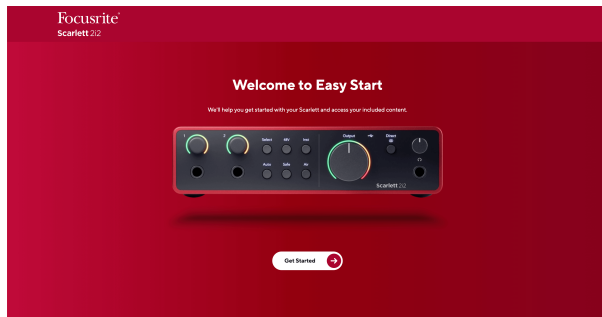 Focusrite®
Scarlett 2i2
Welcome to Easy Start
We'll help you get started with your Scarlett and access your included content.
1 2 Select 48V Inst Output Direct
Auto Safe Air
Scarlett 2i2
Get Started